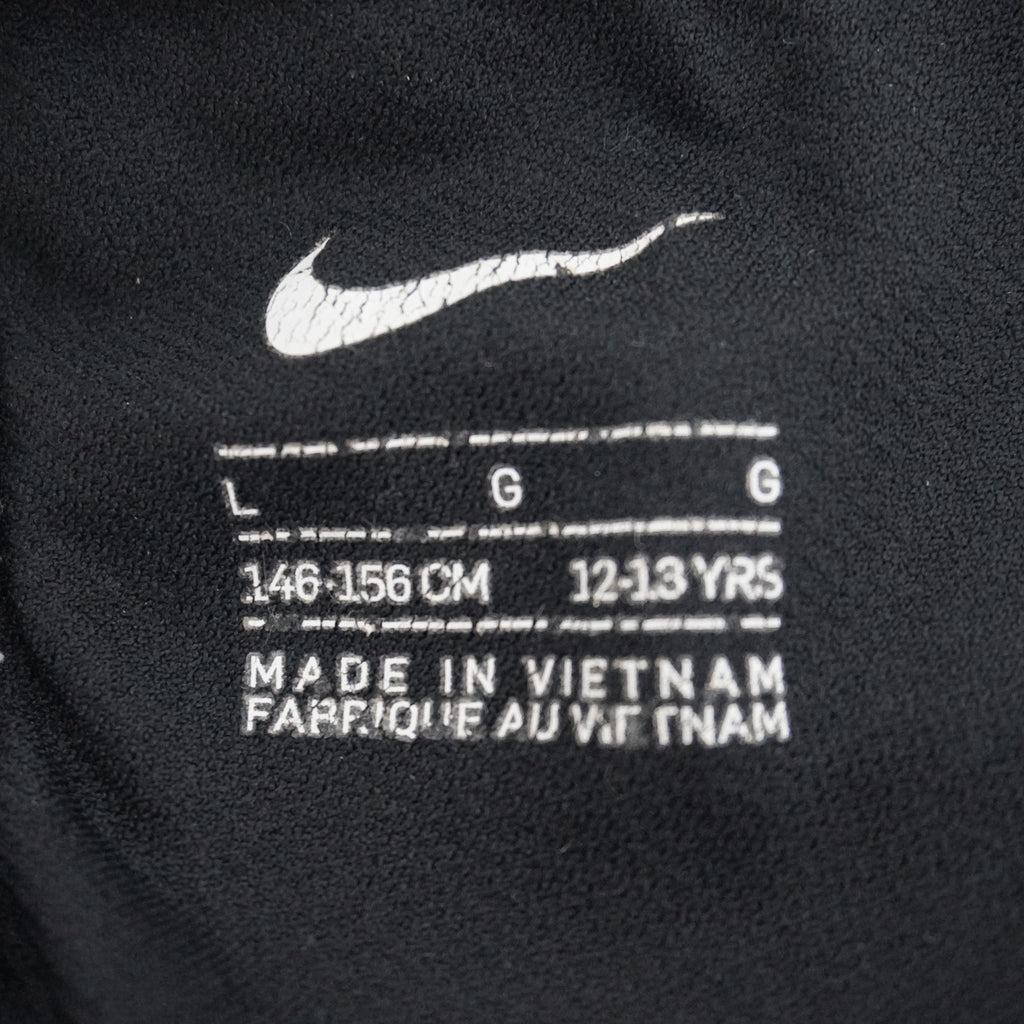 L G G
146-156 CM 12-13 YRS
MADE IN VIETNAM
FABRIQUE AU VIETNAM